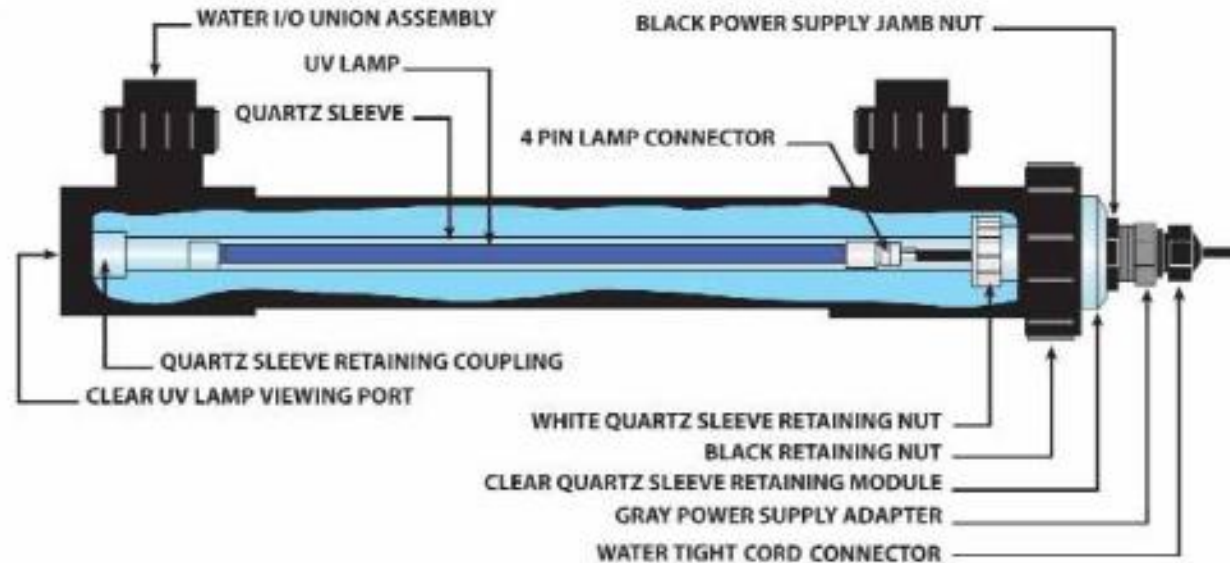 WATER I/O UNION ASSEMBLY
BLACK POWER SUPPLY JAMB NUT
UV LAMP
QUARTZ SLEEVE
4 PIN LAMP CONNECTOR
QUARTZ SLEEVE RETAINING COUPLING
CLEAR UV LAMP VIEWING PORT
WHITE QUARTZ SLEEVE RETAINING NUT
BLACK RETAINING NUT
CLEAR QUARTZ SLEEVE RETAINING MODULE
GRAY POWER SUPPLY ADAPTER
WATER TIGHT CORD CONNECTOR